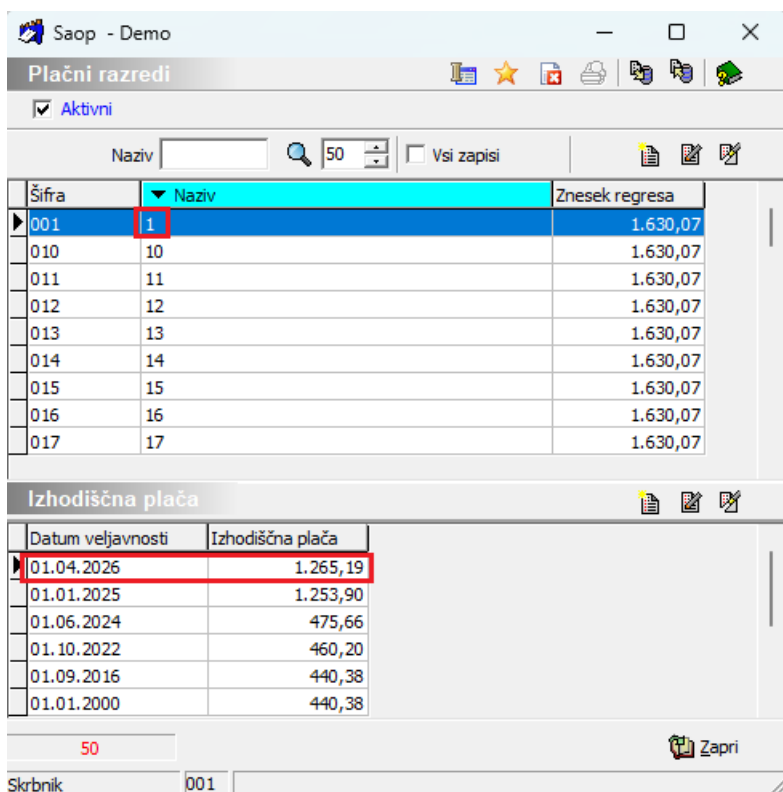 Saop - Demo
Plačni razredi
Aktivni
Naziv 50 Vsi zapisi
Šifra Naziv Znesek regresa
001 1 1.630,07
010 10 1.630,07
011 11 1.630,07
012 12 1.630,07
013 13 1.630,07
014 14 1.630,07
015 15 1.630,07
016 16 1.630,07
017 17 1.630,07
Izhodiščna plača
Datum veljavnosti Izhodiščna plača
01.04.2026 1.265,19
01.01.2025 1.253,90
01.06.2024 475,66
01.10.2022 460,20
01.09.2016 440,38
01.01.2000 440,38
50 Zapri
Skrbnik 001